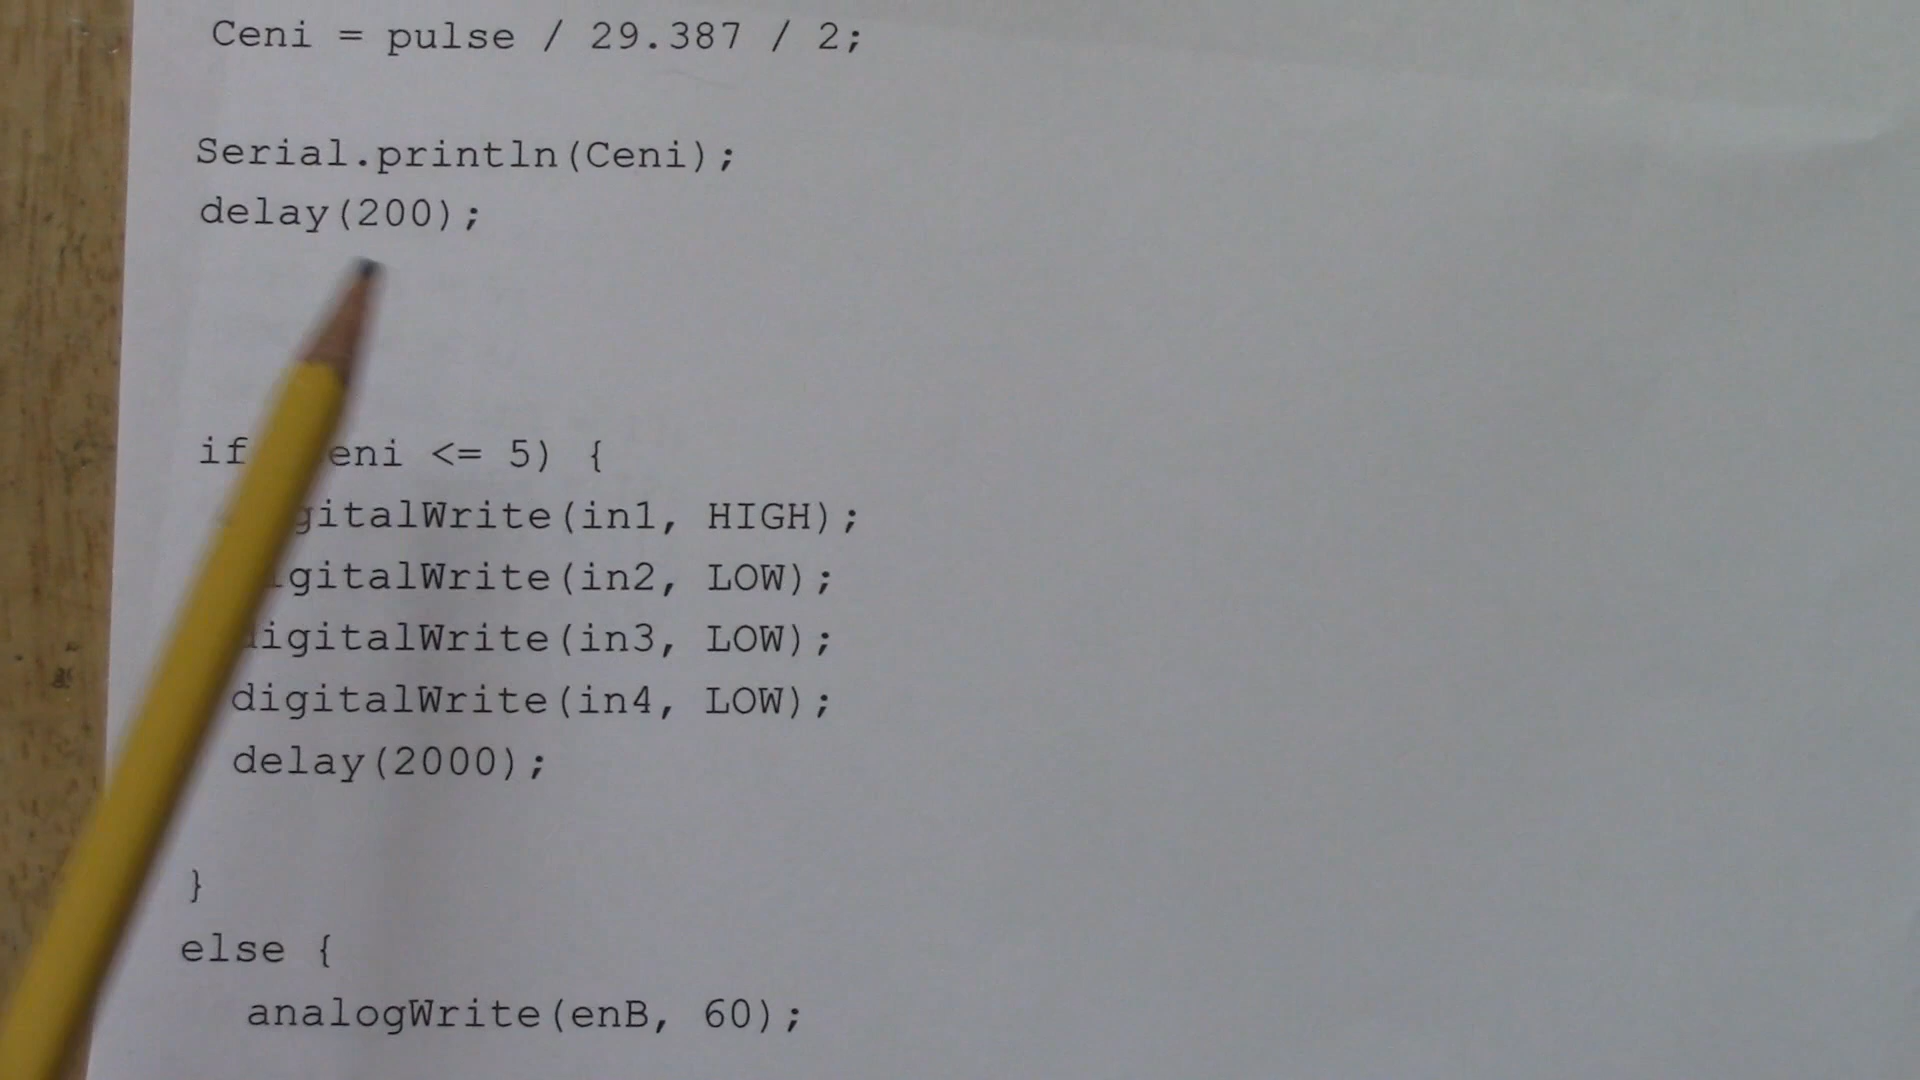 Ceni = pulse / 29.387 / 2;
Serial.println(Ceni);
delay(200);
if eni <= 5) {
gitalWrite(in1, HIGH);
igitalWrite(in2, LOW);
digitalWrite(in3, LOW);
digitalWrite(in4, LOW);
delay(2000);
}
else {
analogWrite(enB, 60);